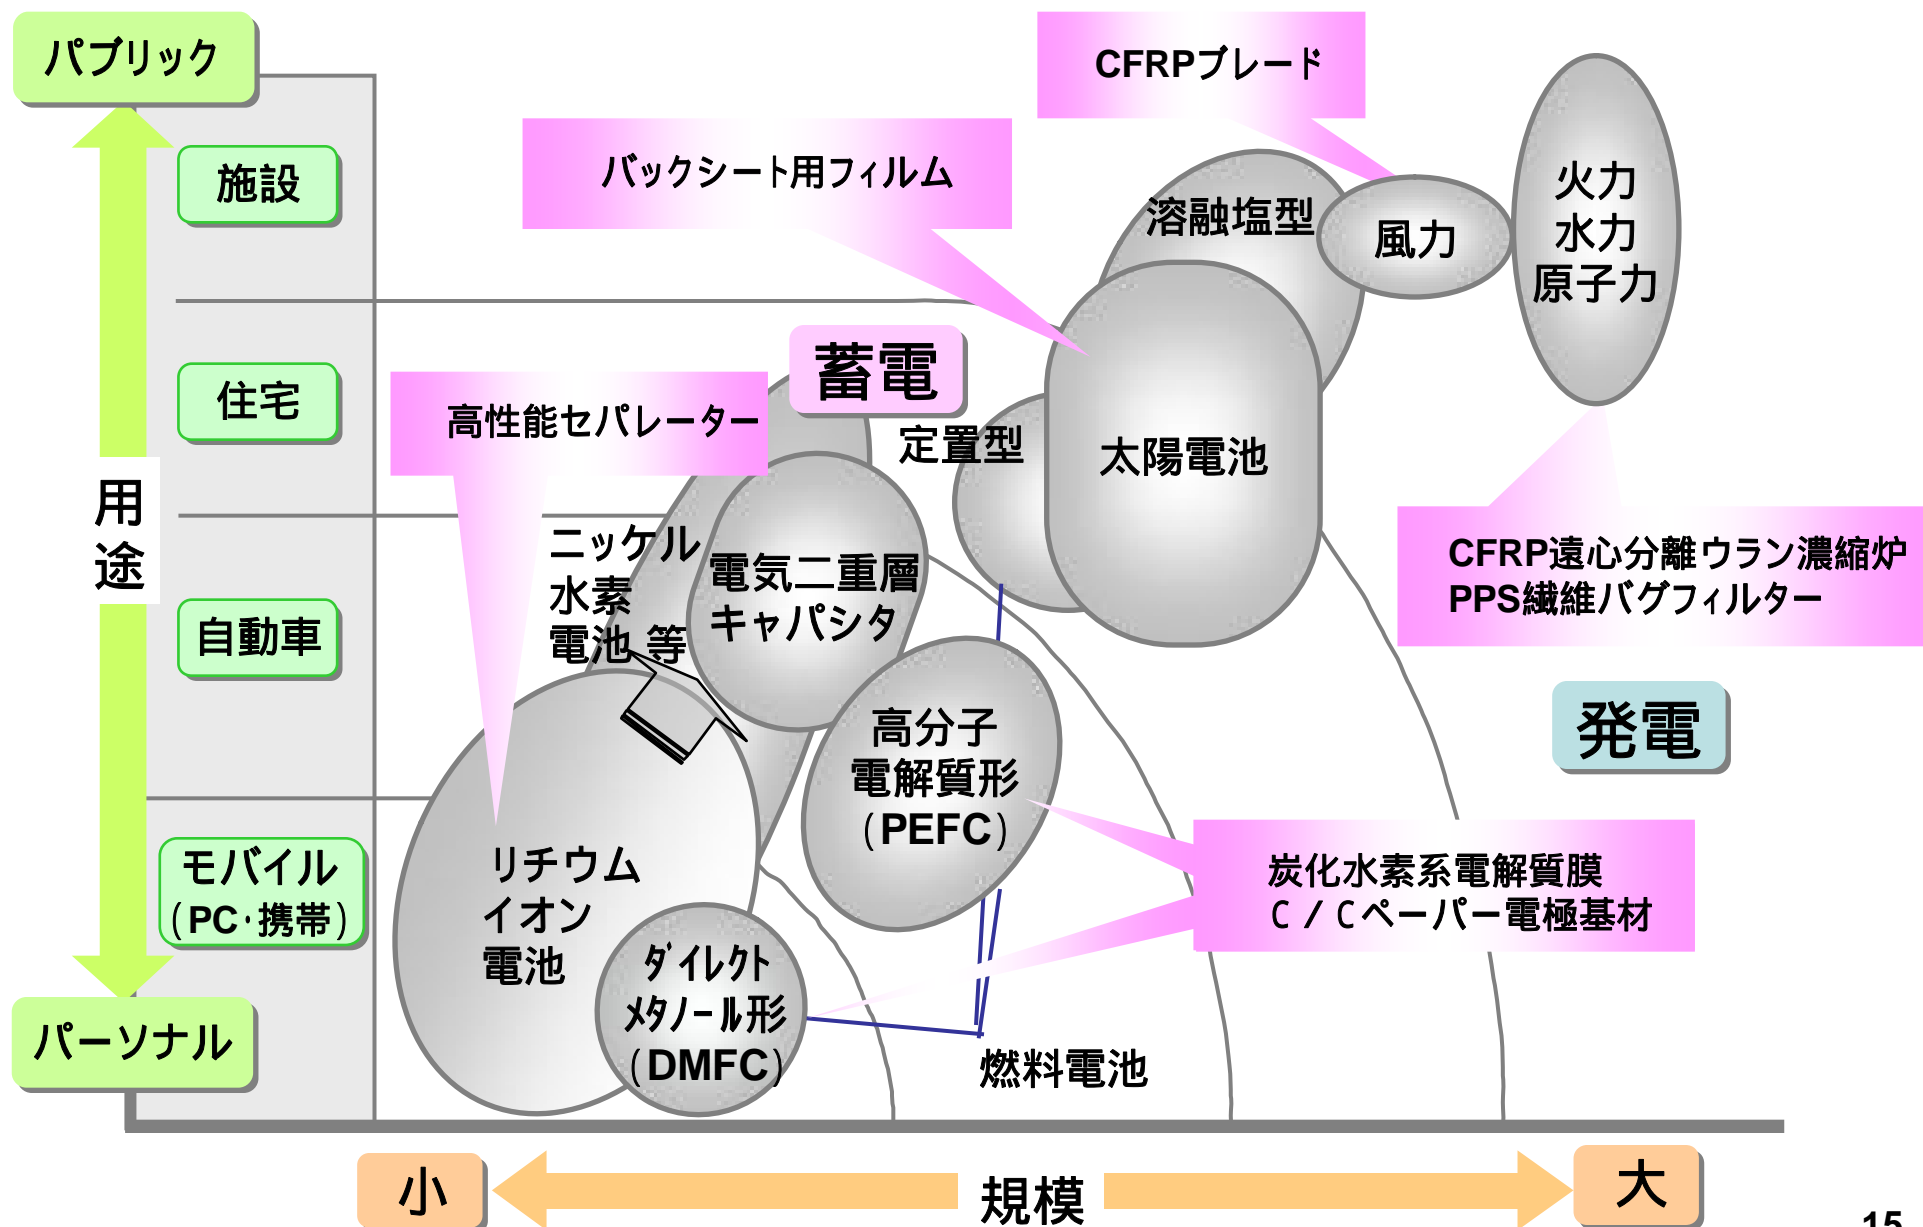 パブリック
CFRPブレード
バックシート用フィルム
施設
溶融塩型
風力
火力
水力
原子力
蓄電
住宅
高性能セパレーター
定置型
太陽電池
用
途
ニッケル
水素
電池 等
電気二重層
キャパシタ
CFRP遠心分離ウラン濃縮炉
PPS繊維バグフィルター
自動車
発電
高分子
電解質形
（PEFC）
モバイル
（PC・携帯）
リチウム
イオン
電池
炭化水素系電解質膜
C／Cペーパー電極基材
ﾀﾞｲﾚｸﾄ
ﾒﾀﾉｰﾙ形
（DMFC）
パーソナル
燃料電池
小
規模
大
15